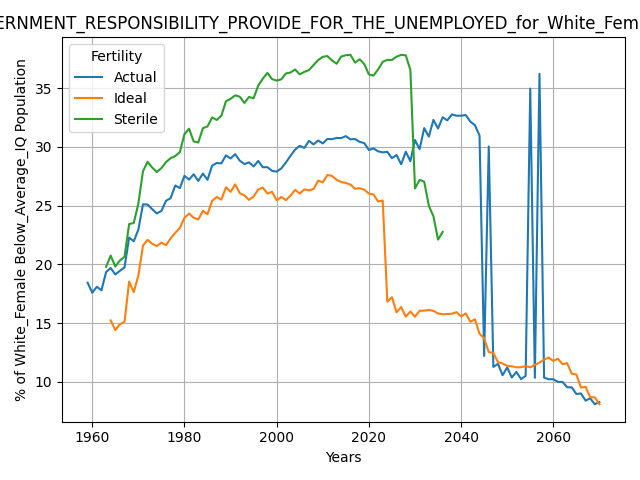 ERNMENT_RESPONSIBILITY_PROVIDE_FOR_THE_UNEMPLOYED_for_White_Fem
Fertility
Actual
Ideal
Sterile
% of White_Female Below_Average_IQ Population
35
30
25
20
15
10
1960
1980
2000
2020
2040
2060
Years